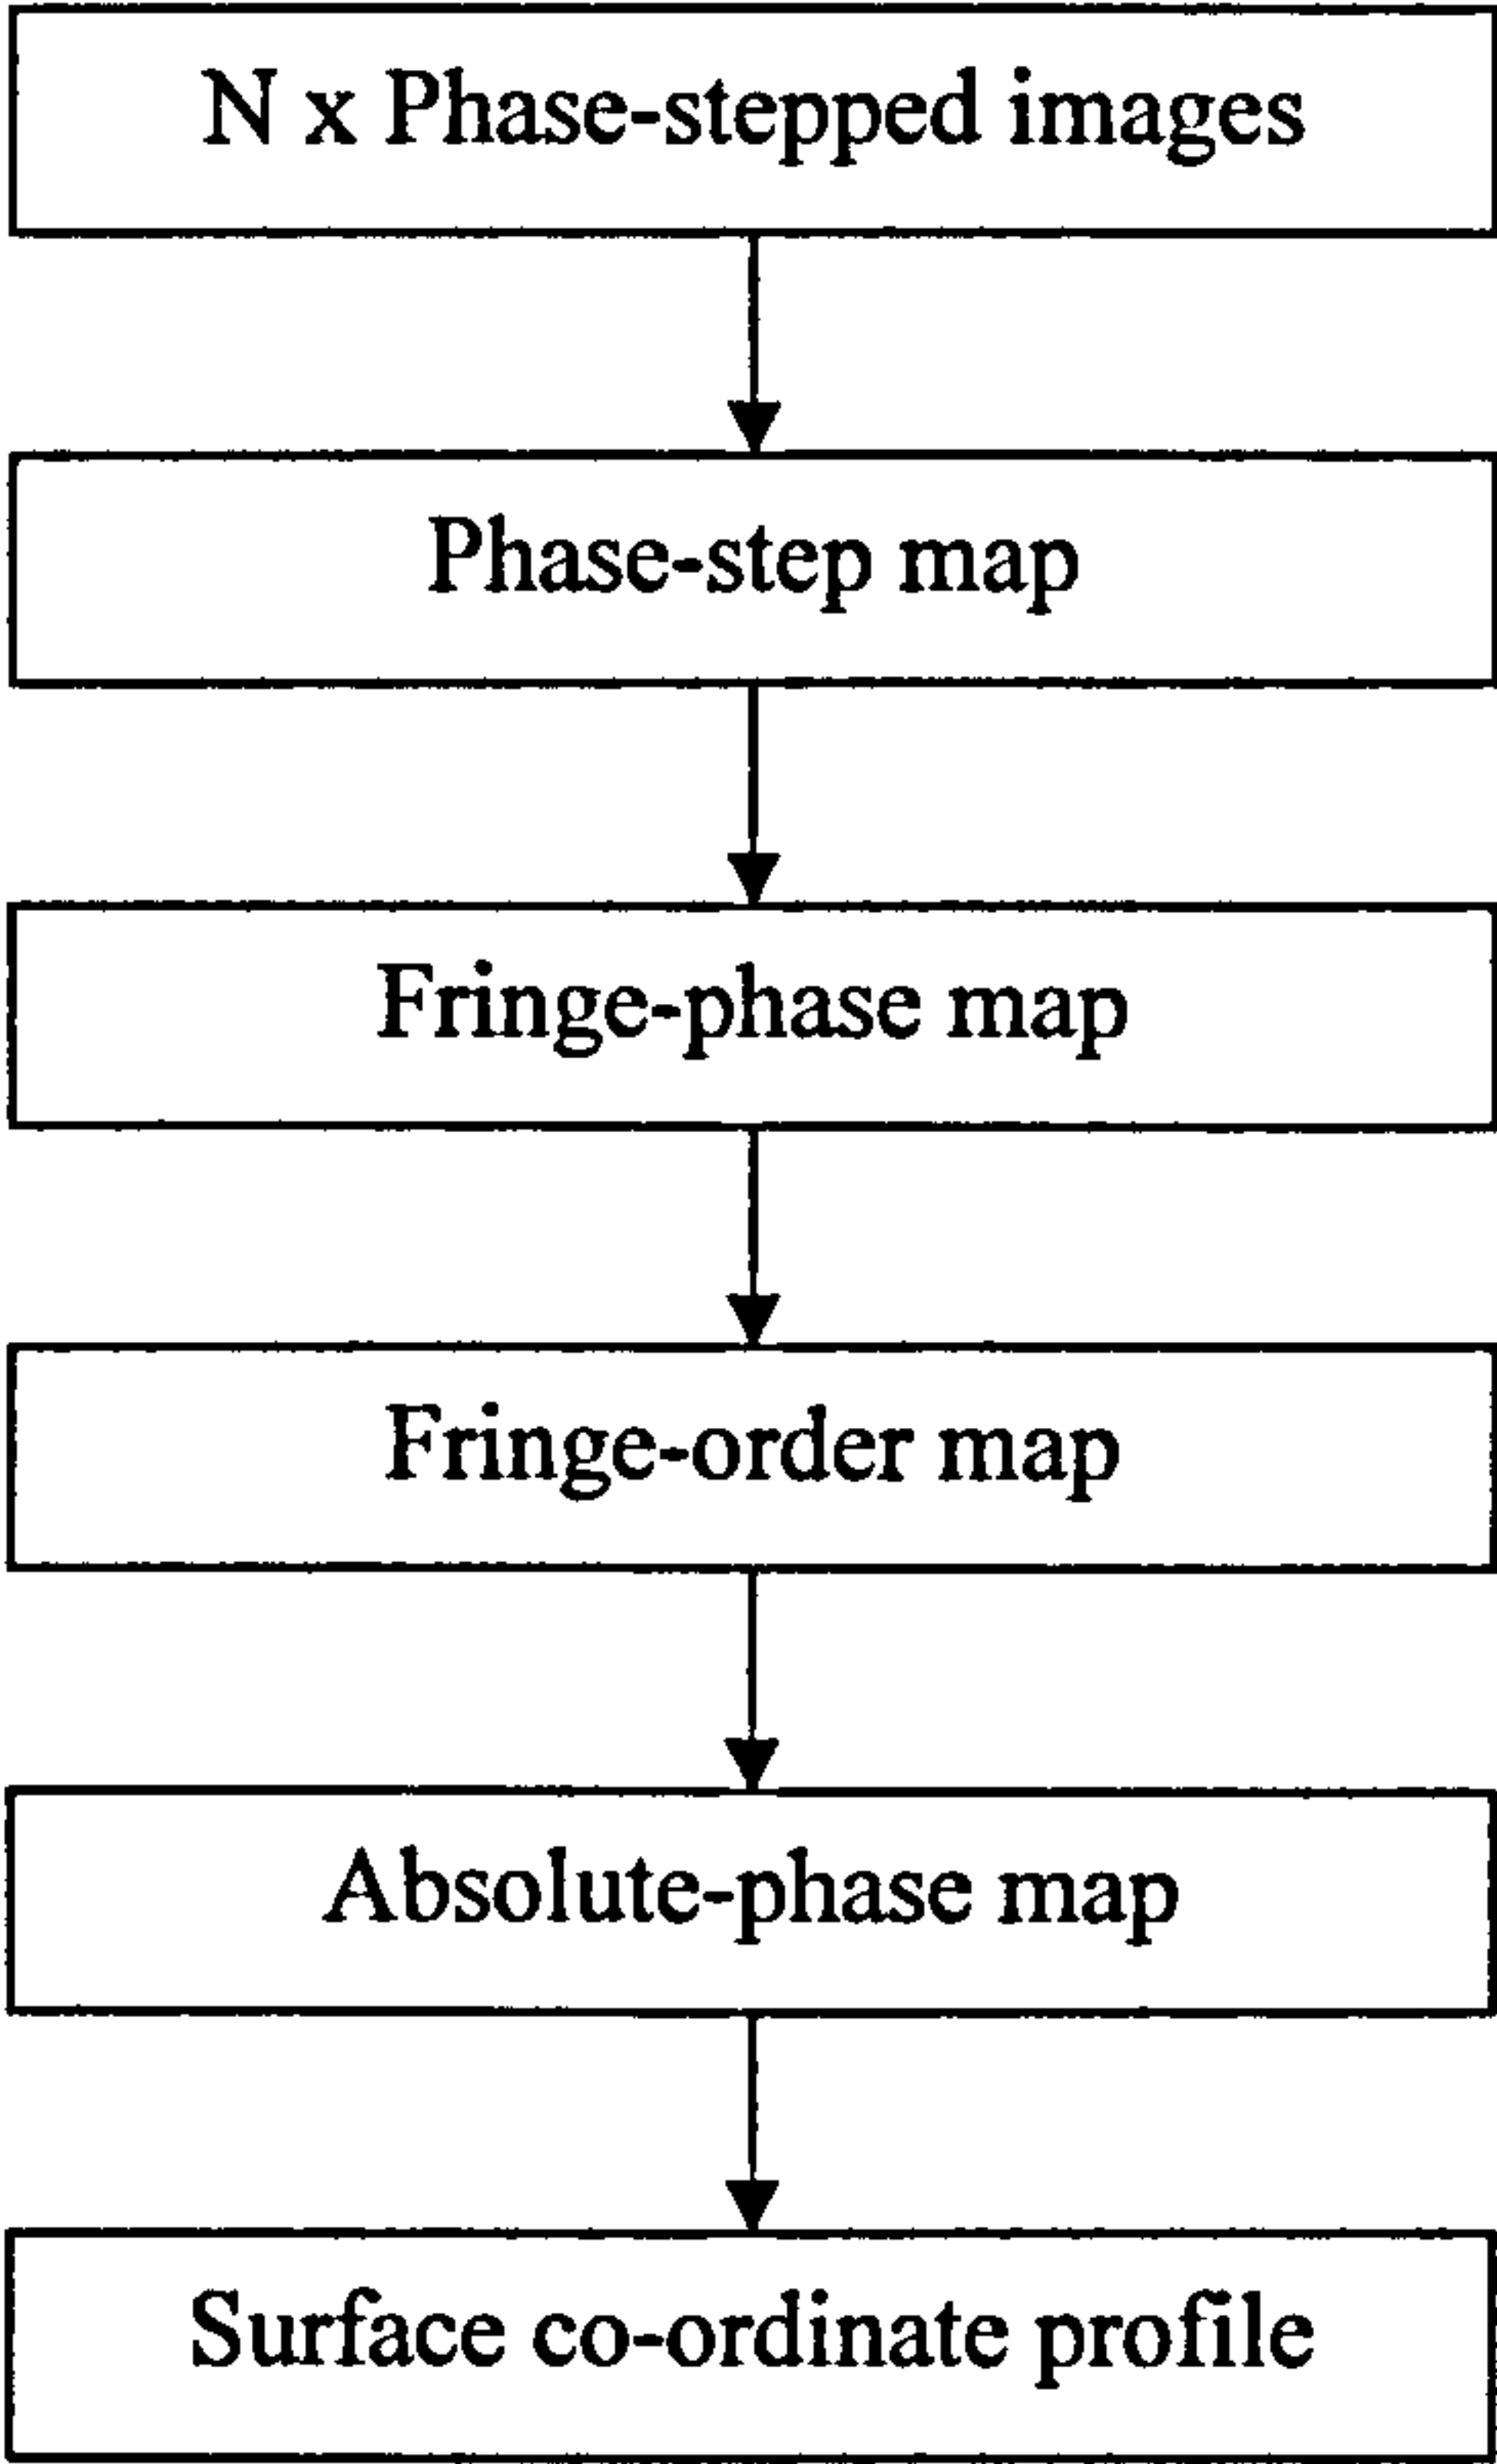 N x Phase-stepped images
Phase-step map
Fringe-phase map
Fringe-order map
Absolute-phase map
Surface co-ordinate profile